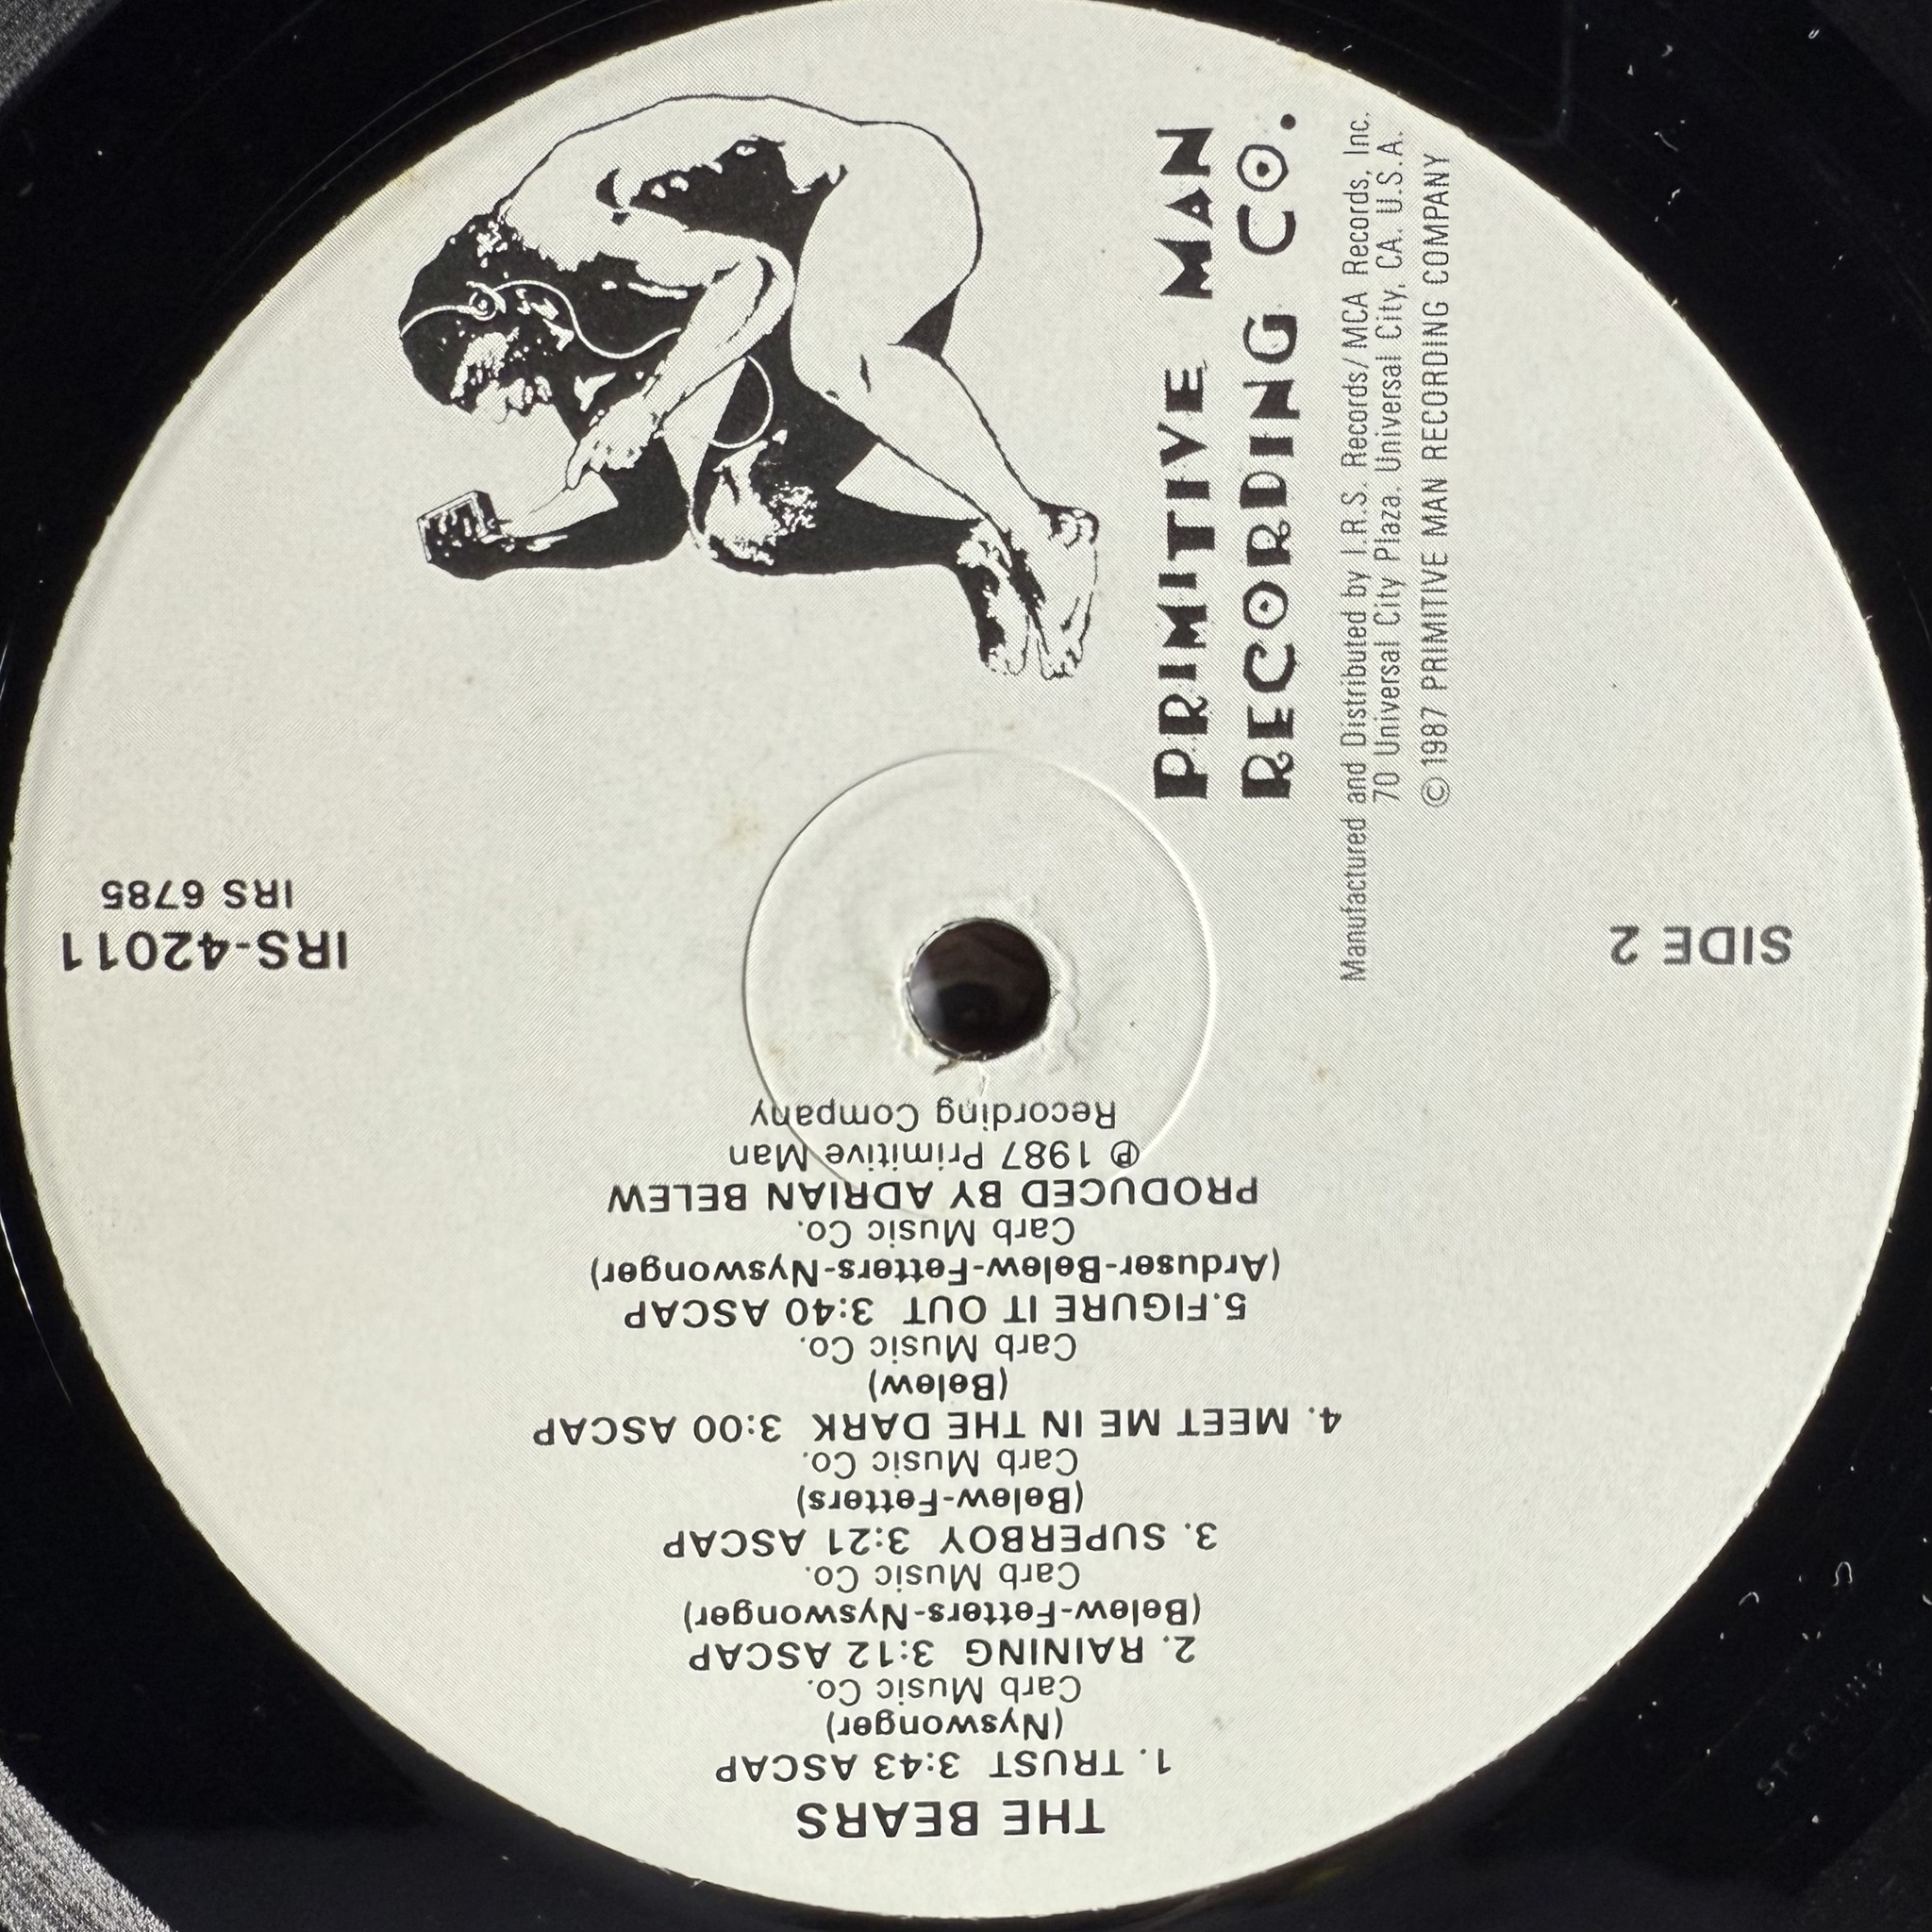 THE BEARS
1. TRUST 3:43 ASCAP
(Nyswonger)
Carb Music Co.
2. RAINING 3:12 ASCAP
(Belew-Fetters-Nyswonger)
Carb Music Co.
3. SUPERBOY 3:21 ASCAP
(Belew-Fetters)
Carb Music Co.
4. MEET ME IN THE DARK 3:00 ASCAP
(Belew)
Carb Music Co.
5.FIGURE IT OUT 3:40 ASCAP
(Arduser-Belew-Fetters-Nyswonger)
Carb Music Co.
PRODUCED BY ADRIAN BELEW
℗ 1987 Primitive Man
Recording Company
SIDE 2
IRS-42011
IRS 6785
PRIMITIVE MAN
RECORDING CO.
Manufactured and Distributed by I.R.S. Records/MCA Records, Inc.
70 Universal City Plaza, Universal City, CA. U.S.A.
©1987 PRIMITIVE MAN RECORDING COMPANY
STERLING